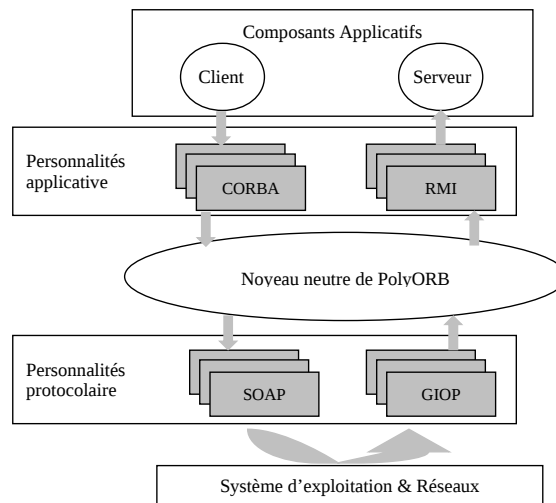 Composants Applicatifs
Client
Serveur
Personnalités
applicative
CORBA
RMI
Noyeau neutre de PolyORB
Personnalités
protocolaire
SOAP
GIOP
Système d’exploitation & Réseaux